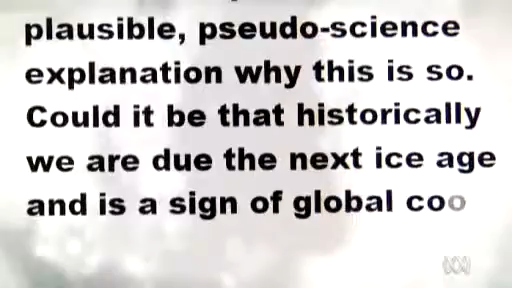 plausible, pseudo-science
explanation why this is so.
Could it be that historically
we are due the next ice age
and is a sign of global coo